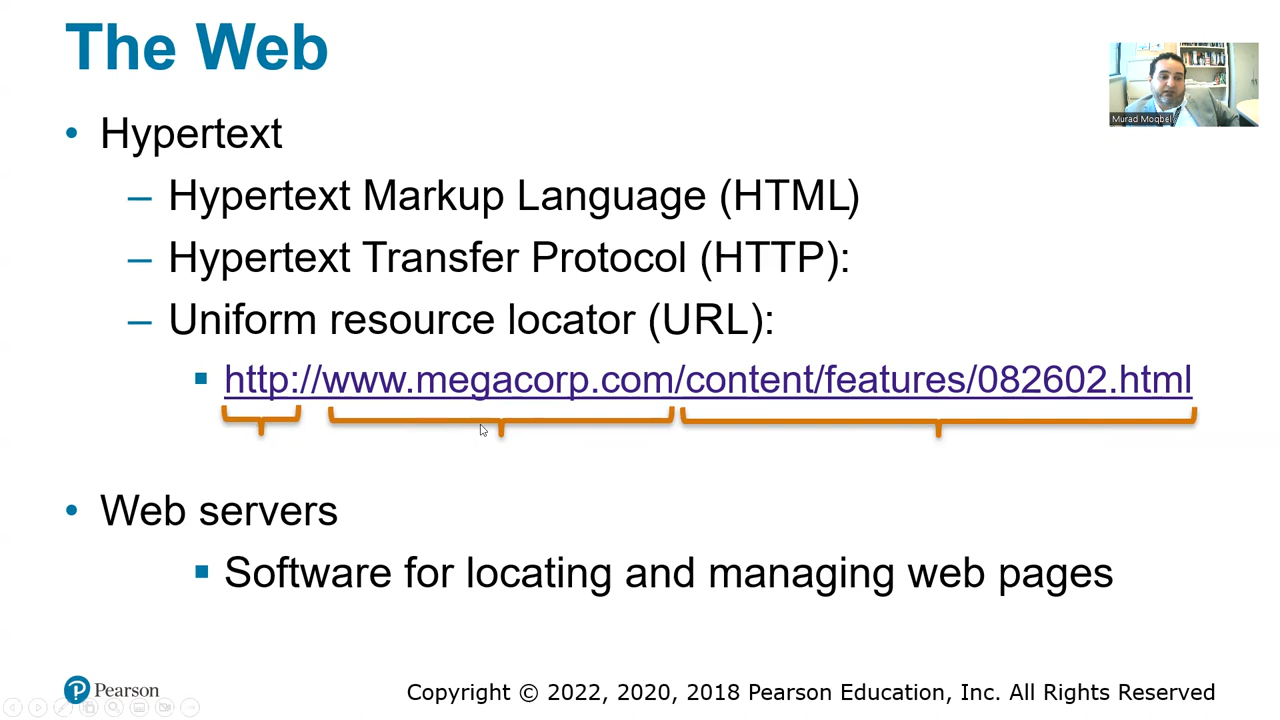 The Web
• Hypertext
– Hypertext Markup Language (HTML)
– Hypertext Transfer Protocol (HTTP):
– Uniform resource locator (URL):
▪ http://www.megacorp.com/content/features/082602.html
• Web servers
▪ Software for locating and managing web pages
Murad Moqbel
Pearson
Copyright © 2022, 2020, 2018 Pearson Education, Inc. All Rights Reserved